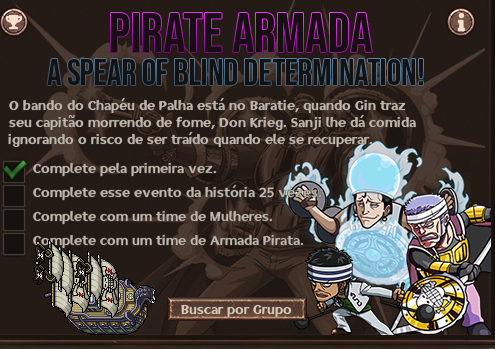 PIRATE ARMADA
A SPEAR OF BLIND DETERMINATION!
O bando do Chapéu de Palha está no Baratie, quando Gin traz
seu capitão morrendo de fome, Don Krieg. Sanji lhe dá comida
ignorando o risco de ser traído quando ele se recuperar.
Complete pela primeira vez.
Complete esse evento da história 25 vezes.
Complete com um time de Mulheres.
Complete com um time de Armada Pirata.
Buscar por Grupo